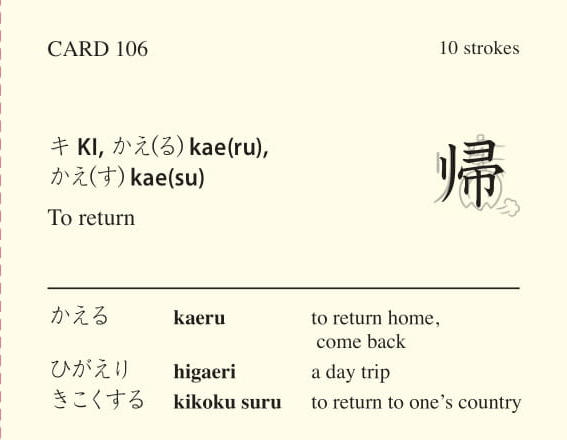 CARD 106 10 strokes
キ KI, かえ(る) kae(ru),
かえ(す) kae(su)
帰
To return
かえる kaeru to return home,
come back
ひがえり higaeri a day trip
きこくする kikoku suru to return to one’s country